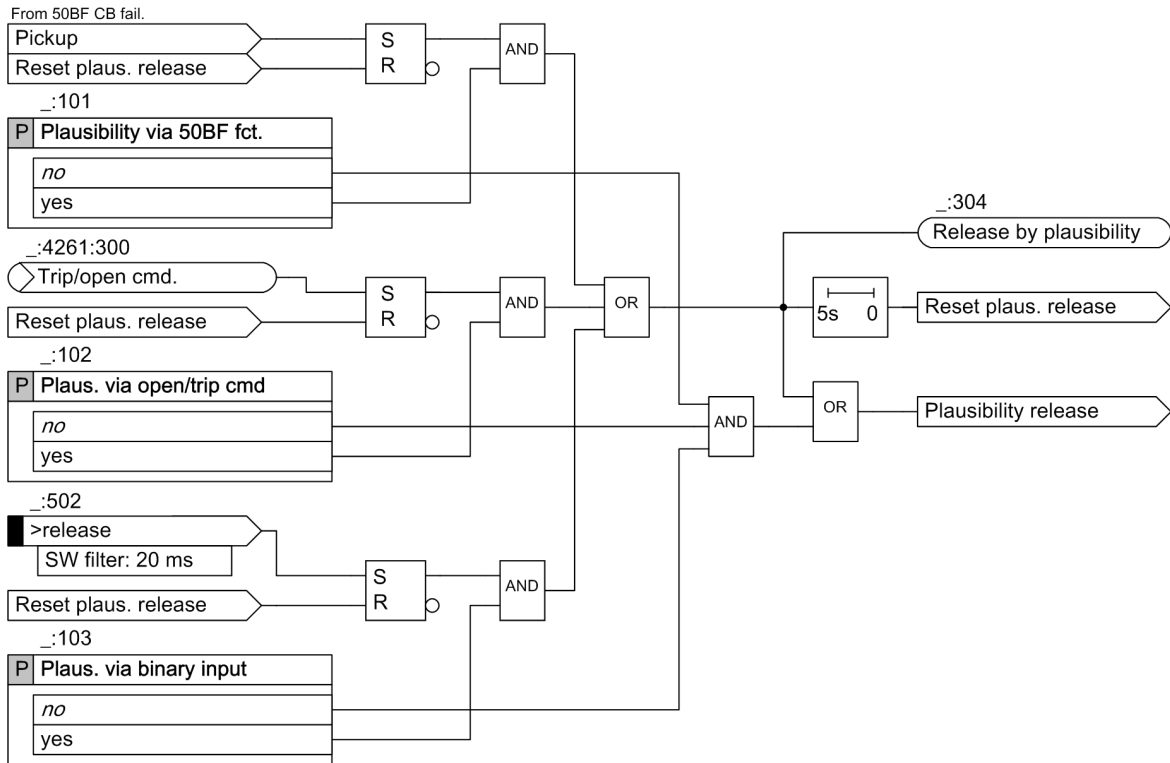 From 50BF CB fail.
Pickup
S
R
AND
Reset plaus. release
_:101
P Plausibility via 50BF fct.
no
yes
_:304
Release by plausibility
_:4261:300
Trip/open cmd.
S
R
AND
OR
5s 0
Reset plaus. release
Reset plaus. release
_:102
P Plaus. via open/trip cmd
no
yes
AND
OR
Plausibility release
_:502
>release
SW filter: 20 ms
S
R
AND
Reset plaus. release
_:103
P Plaus. via binary input
no
yes